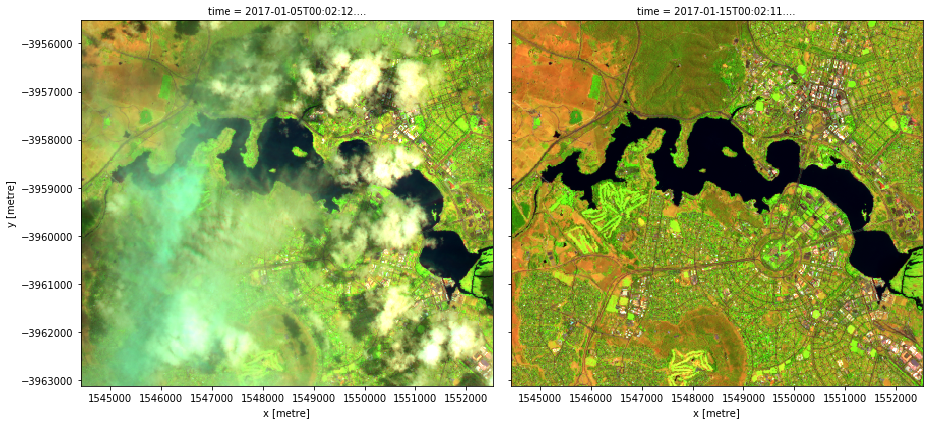 time = 2017-01-05T00:02:12....
time = 2017-01-15T00:02:11....
−3956000
−3957000
−3958000
−3959000
−3960000
−3961000
−3962000
−3963000
y [metre]
1545000 1546000 1547000 1548000 1549000 1550000 1551000 1552000
x [metre]
1545000 1546000 1547000 1548000 1549000 1550000 1551000 1552000
x [metre]